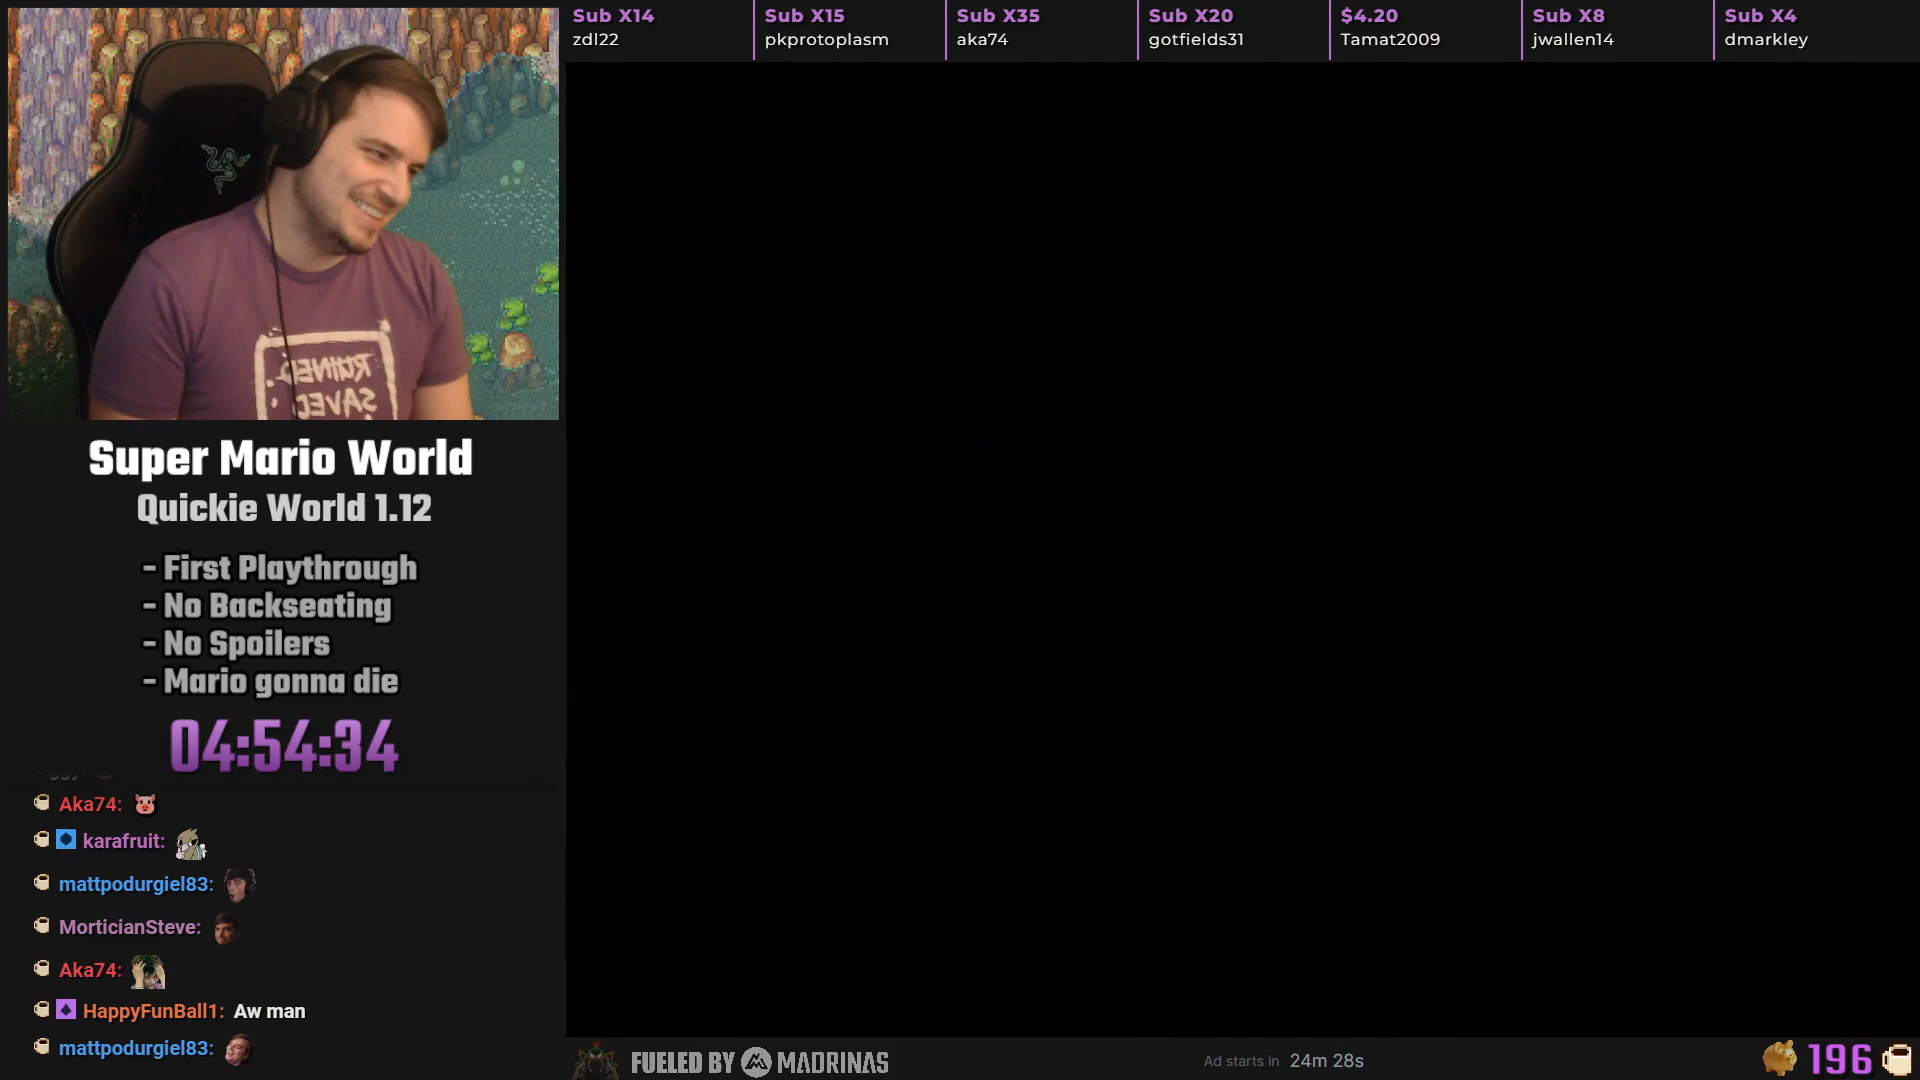 Sub X14
zdl22
Sub X15
pkprotoplasm
Sub X35
aka74
Sub X20
gotfields31
$4.20
Tamat2009
Sub X8
jwallen14
Sub X4
dmarkley
RUINED
SAVED
Super Mario World
Quickie World 1.12
- First Playthrough
- No Backseating
- No Spoilers
- Mario gonna die
04:54:34
Aka74:
karafruit:
mattpodurgiel83:
MorticianSteve:
Aka74:
HappyFunBall1: Aw man
mattpodurgiel83:
FUELED BY MADRINAS
Ad starts in 24m 28s
196